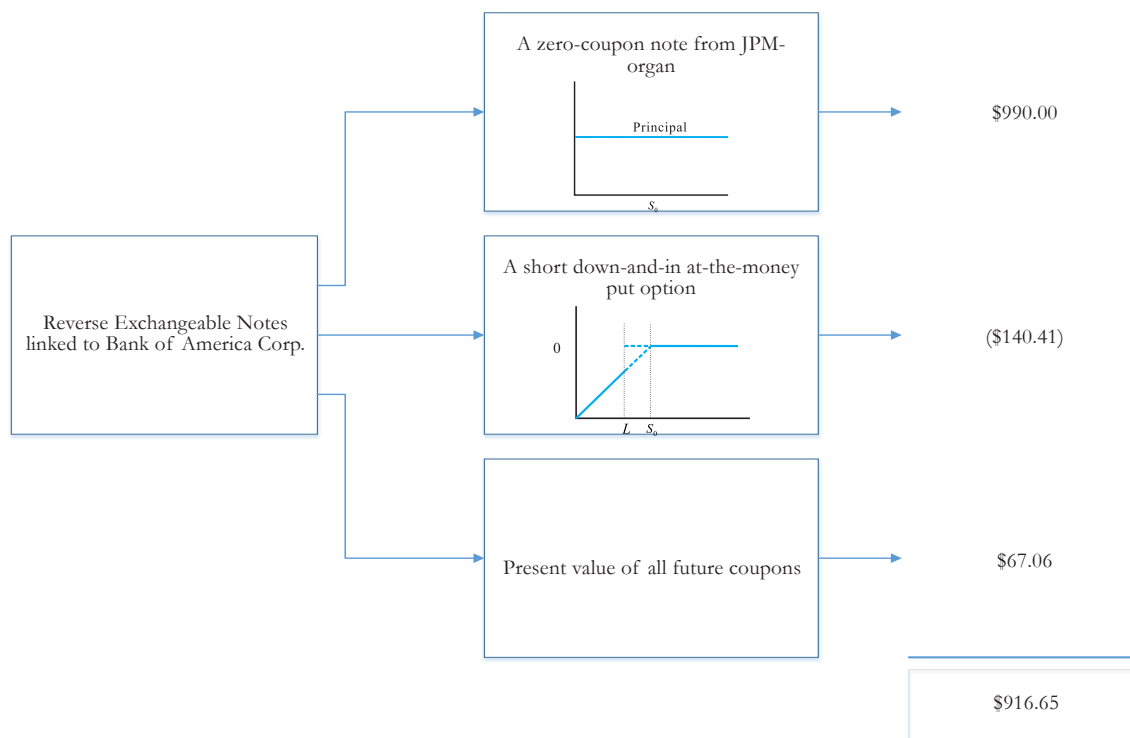 A zero-coupon note from JPM-
organ
Principal
S₀
$990.00
Reverse Exchangeable Notes
linked to Bank of America Corp.
A short down-and-in at-the-money
put option
0
L
S₀
($140.41)
Present value of all future coupons
$67.06
$916.65